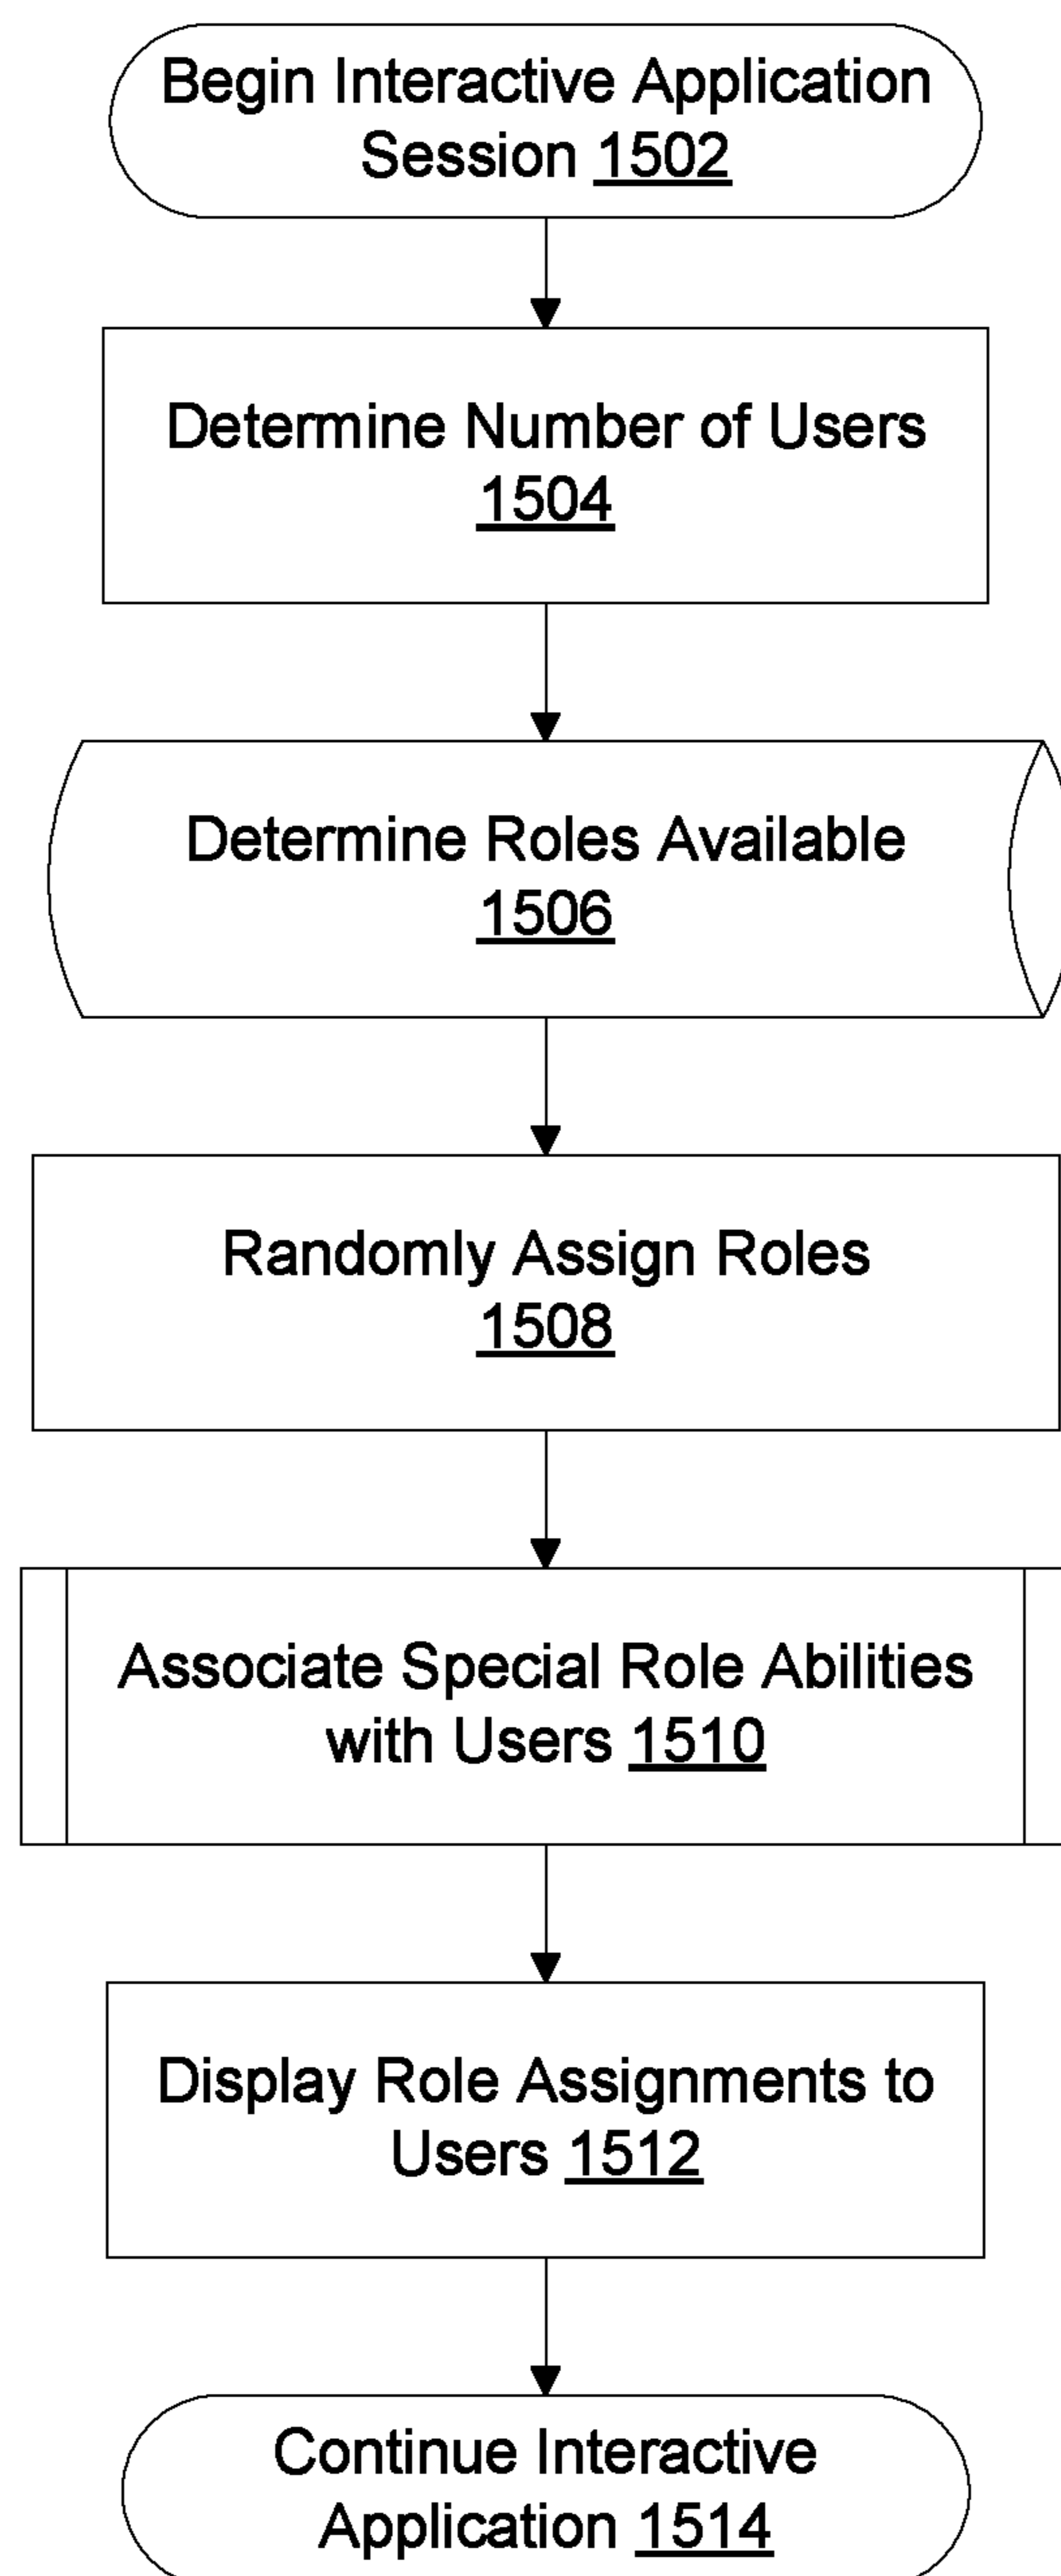 Begin Interactive Application
Session 1502
Determine Number of Users
1504
Determine Roles Available
1506
Randomly Assign Roles
1508
Associate Special Role Abilities
with Users 1510
Display Role Assignments to
Users 1512
Continue Interactive
Application 1514